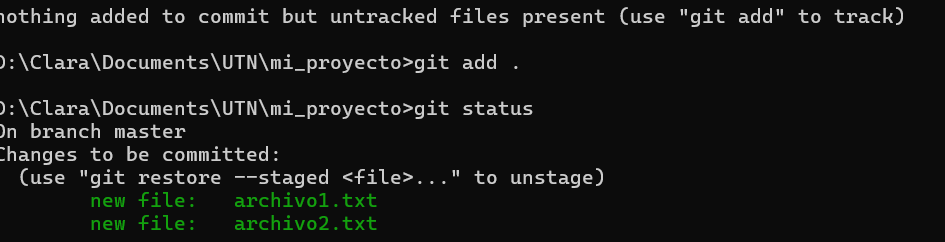 nothing added to commit but untracked files present (use "git add" to track)
D:\Clara\Documents\UTN\mi_proyecto>git add .
D:\Clara\Documents\UTN\mi_proyecto>git status
On branch master
Changes to be committed:
  (use "git restore --staged <file>..." to unstage)
        new file:   archivo1.txt
        new file:   archivo2.txt